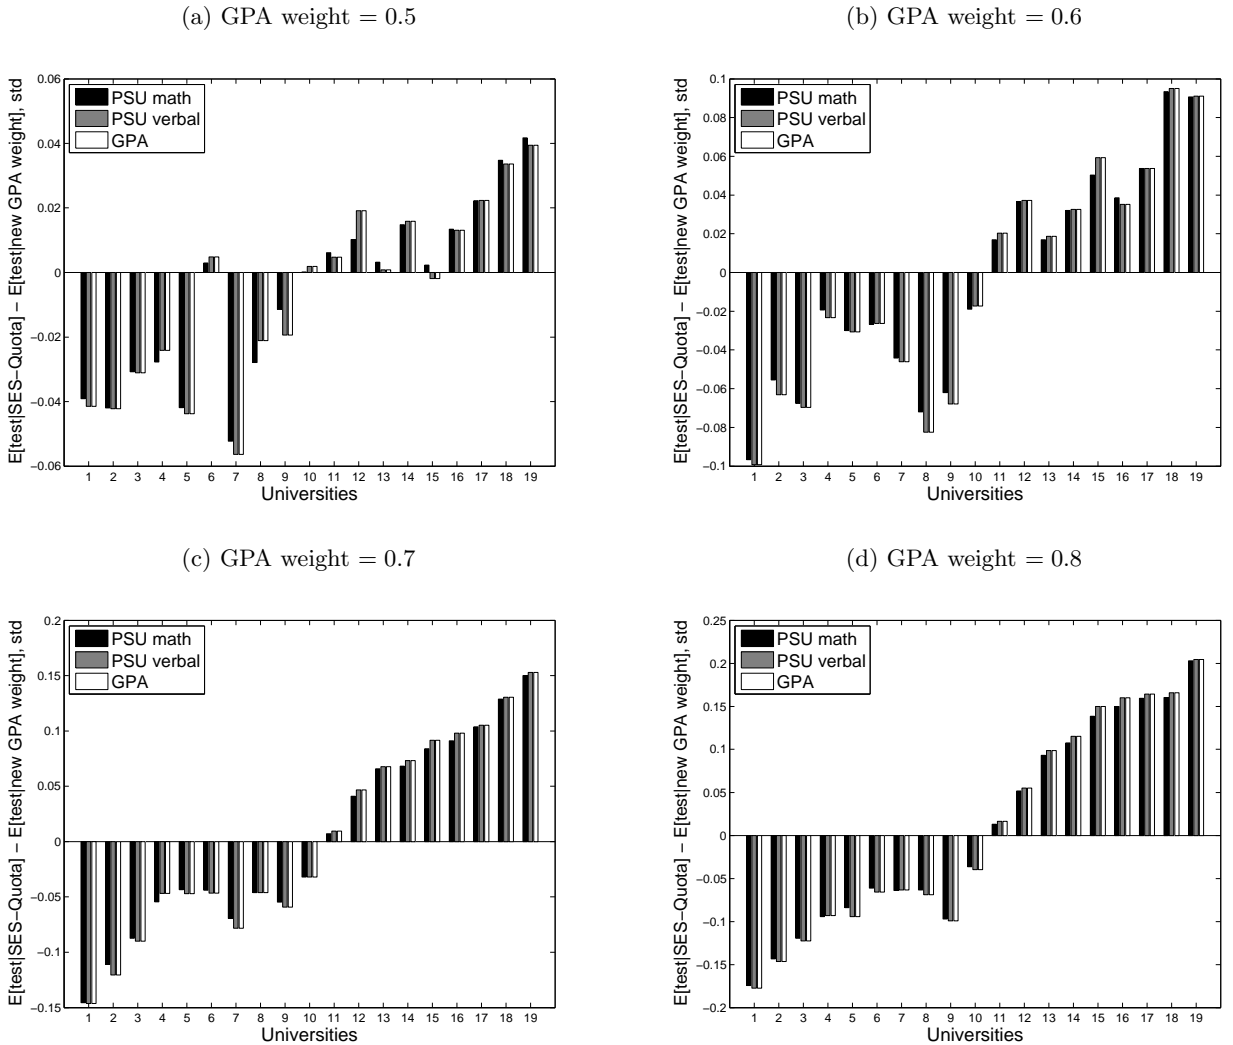 (a) GPA weight = 0.5
E[test|SES−Quota] − E[test|new GPA weight], std
0.06
0.04
0.02
0
−0.02
−0.04
−0.06
PSU math
PSU verbal
GPA
1 2 3 4 5 6 7 8 9 10 11 12 13 14 15 16 17 18 19
Universities
(b) GPA weight = 0.6
E[test|SES−Quota] − E[test|new GPA weight], std
0.1
0.08
0.06
0.04
0.02
0
−0.02
−0.04
−0.06
−0.08
−0.1
PSU math
PSU verbal
GPA
1 2 3 4 5 6 7 8 9 10 11 12 13 14 15 16 17 18 19
Universities
(c) GPA weight = 0.7
E[test|SES−Quota] − E[test|new GPA weight], std
0.2
0.15
0.1
0.05
0
−0.05
−0.1
−0.15
PSU math
PSU verbal
GPA
1 2 3 4 5 6 7 8 9 10 11 12 13 14 15 16 17 18 19
Universities
(d) GPA weight = 0.8
E[test|SES−Quota] − E[test|new GPA weight], std
0.25
0.2
0.15
0.1
0.05
0
−0.05
−0.1
−0.15
−0.2
PSU math
PSU verbal
GPA
1 2 3 4 5 6 7 8 9 10 11 12 13 14 15 16 17 18 19
Universities